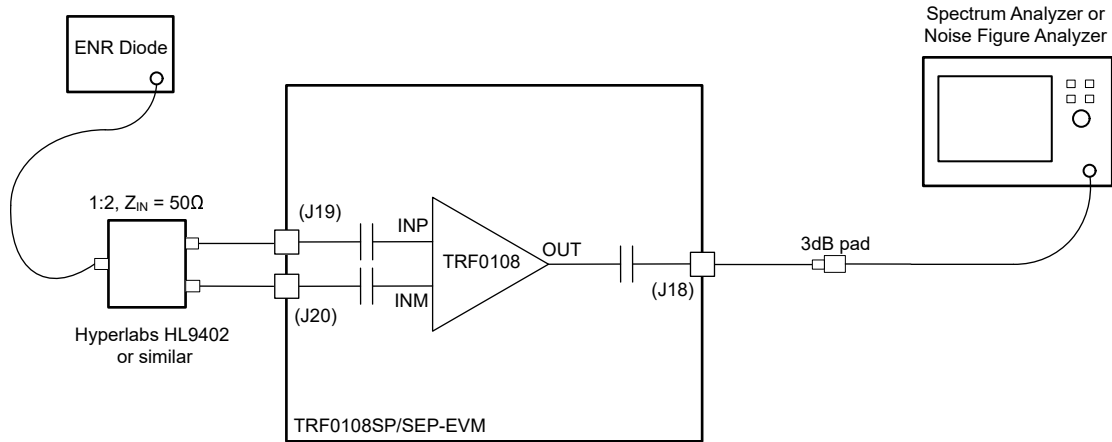 Spectrum Analyzer or
Noise Figure Analyzer
ENR Diode
1:2, Z_IN = 50Ω
(J19)
INP
TRF0108
OUT
3dB pad
INM
(J20)
(J18)
Hyperlabs HL9402
or similar
TRF0108SP/SEP-EVM